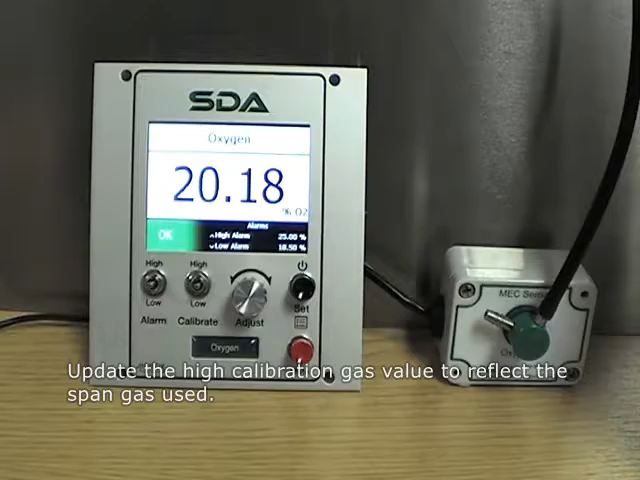 SDA
Oxygen
20.18
% O2
OK
Alarms
High Alarm 25.00 %
Low Alarm 18.50 %
High High
Low Low
Alarm Calibrate Adjust Set
Oxygen
MEC Sen
Update the high calibration gas value to reflect the
span gas used.